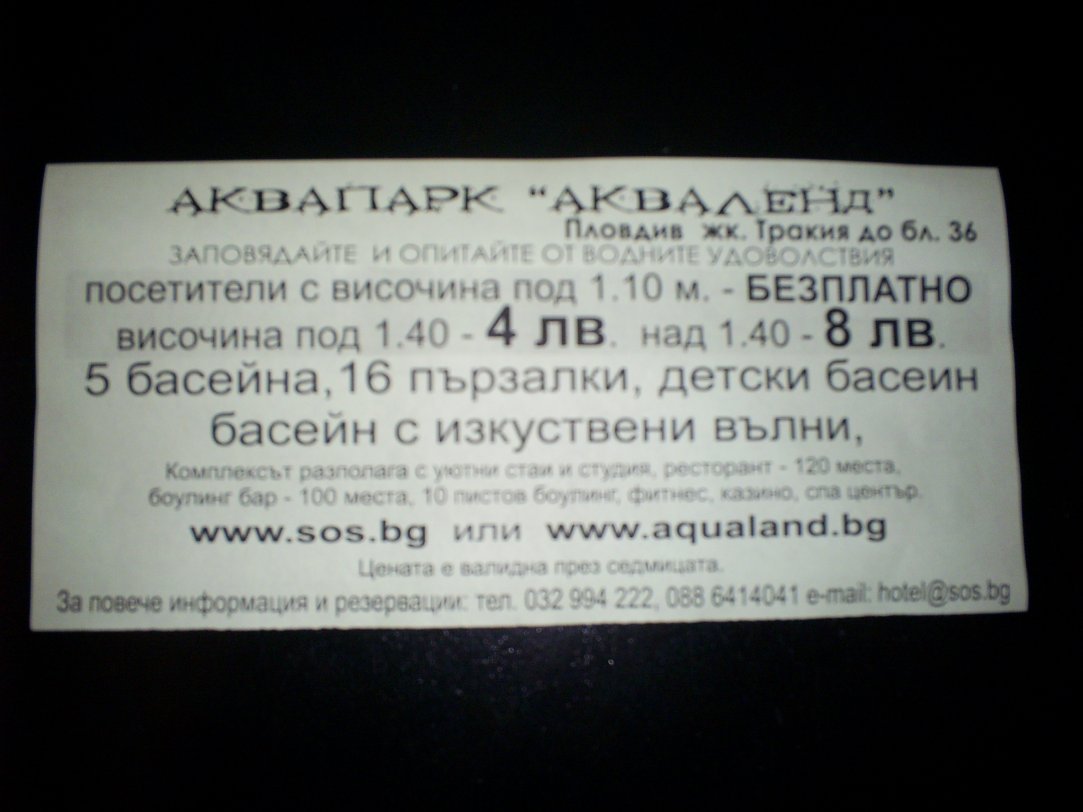 АКВАПАРК "АКВАЛЕНД"
Пловдив жк. Тракия до бл. 36
ЗАПОВЯДАЙТЕ И ОПИТАЙТЕ ОТ ВОДНИТЕ УДОВОЛСТВИЯ
посетители с височина под 1.10 м. - БЕЗПЛАТНО
височина под 1.40 - 4 лв. над 1.40 - 8 лв.
5 басейна, 16 пързалки, детски басеин
басейн с изкуствени вълни,
Комплексът разполага с уютни стаи и студия, ресторант - 120 места,
боулинг бар - 100 места, 10 пистов боулинг, фитнес, казино, спа център.
www.sos.bg или www.aqualand.bg
Цената е валидна през седмицата.
За повече информация и резервации: тел. 032 994 222, 088 6414041 e-mail: hotel@sos.bg